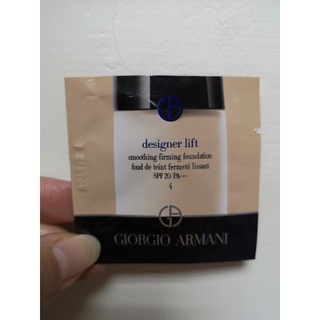 designer lift
smoothing firming foundation
fond de teint fermeté lissant
SPF 20/PA+++
4
GIORGIO ARMANI